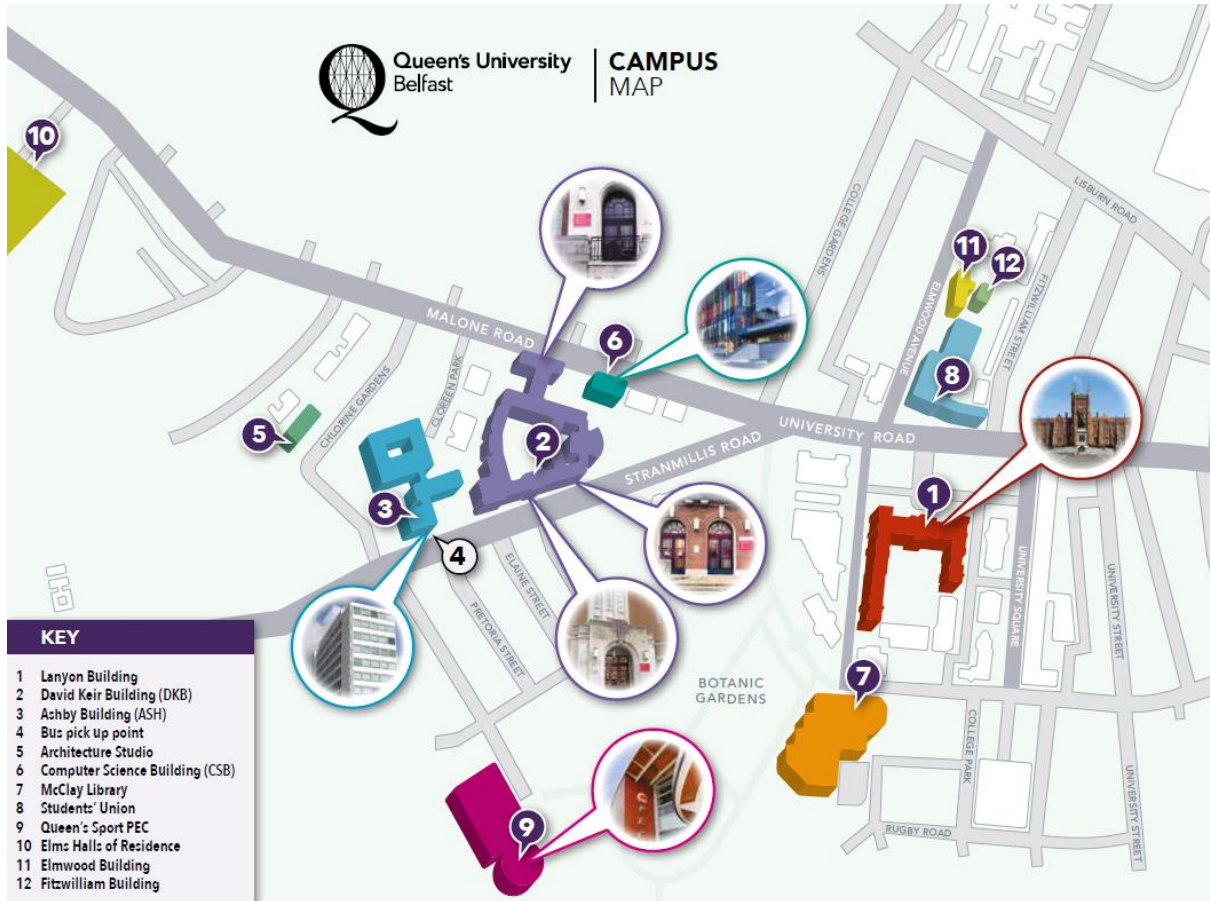 Queen's University
Belfast
CAMPUS
MAP
10
COLLEGE GARDENS
LISBURN ROAD
11
12
ELMWOOD AVENUE
FITZWILLIAM STREET
MALONE ROAD
6
8
CLOREEN PARK
CHLORINE GARDENS
5
2
STRANMILLIS ROAD
UNIVERSITY ROAD
1
3
4
ELAINE STREET
PRETORIA STREET
UNIVERSITY SQUARE
UNIVERSITY STREET
BOTANIC
GARDENS
7
COLLEGE PARK
UNIVERSITY STREET
RUGBY ROAD
9
KEY
1 Lanyon Building
2 David Keir Building (DKB)
3 Ashby Building (ASH)
4 Bus pick up point
5 Architecture Studio
6 Computer Science Building (CSB)
7 McClay Library
8 Students' Union
9 Queen's Sport PEC
10 Elms Halls of Residence
11 Elmwood Building
12 Fitzwilliam Building